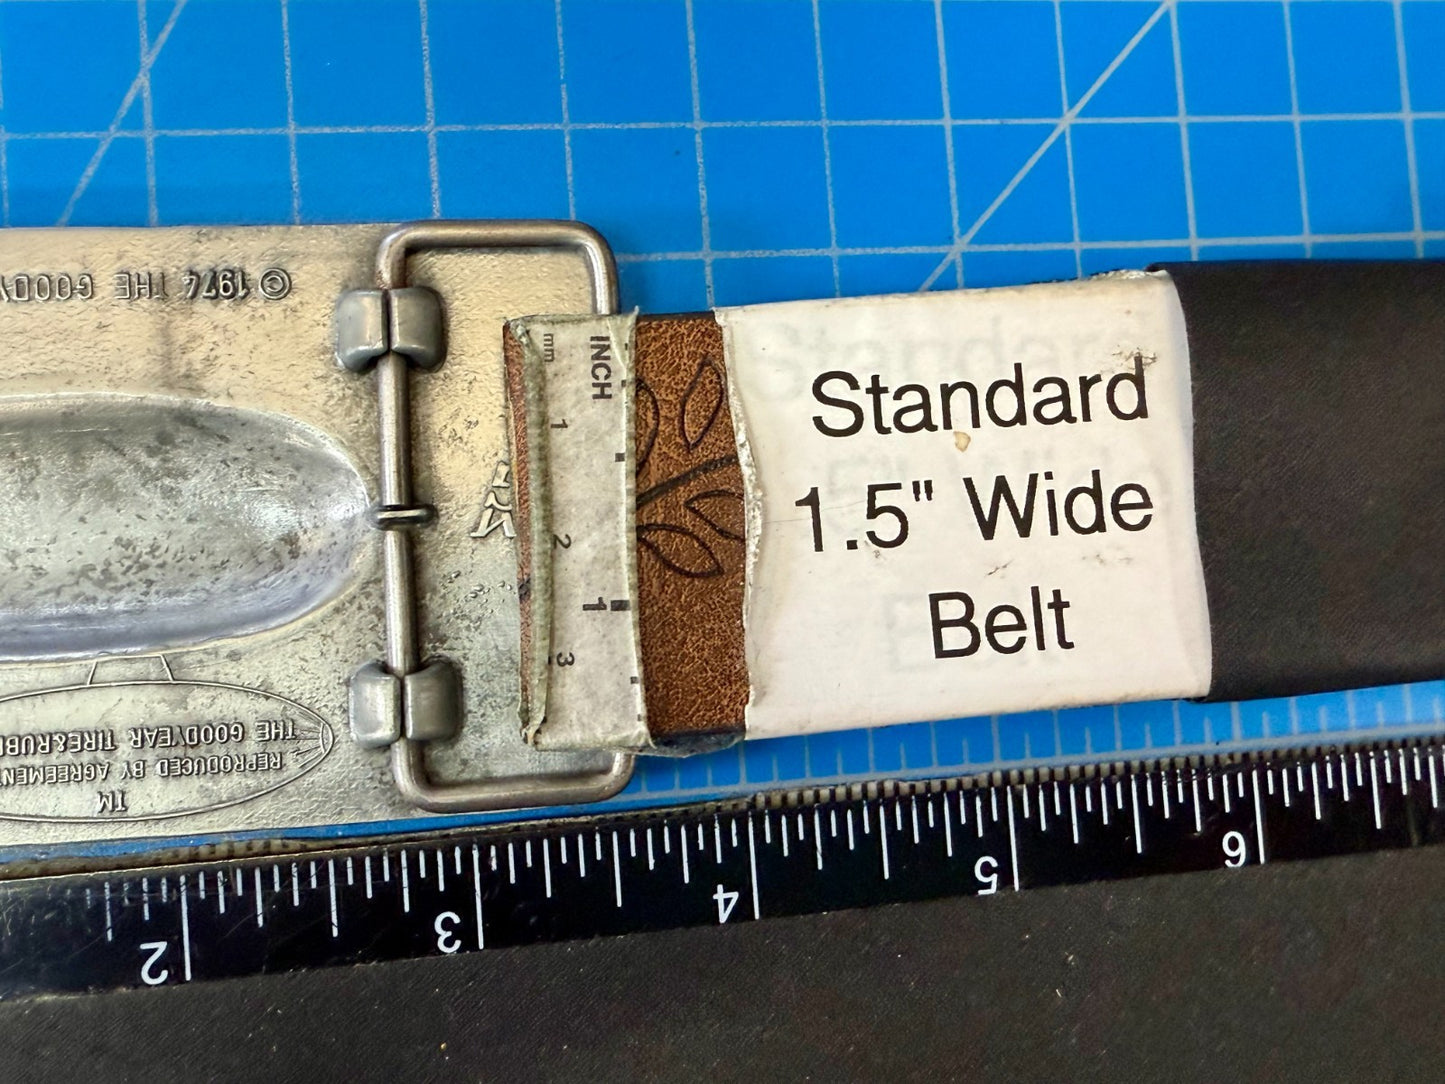 © 1974 THE GOODY
TM
REPRODUCED BY AGREEMENT
THE GOODYEAR TIRE&RUB
mm
1
2
3
INCH
1
Standard
1.5" Wide
Belt
2 3 4 5 6